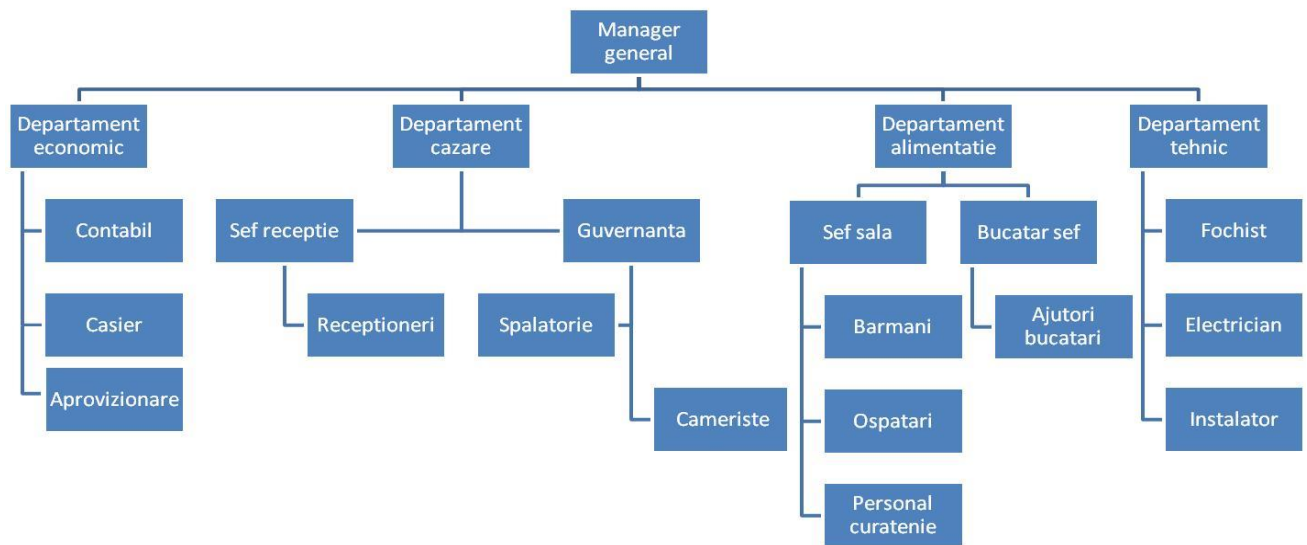 Manager
general
Departament
economic
Departament
cazare
Departament
alimentatie
Departament
tehnic
Contabil
Sef receptie
Guvernanta
Sef sala
Bucatar sef
Fochist
Casier
Receptioneri
Spalatorie
Barmani
Ajutori
bucatari
Electrician
Aprovizionare
Cameriste
Ospatari
Instalator
Personal
curatenie